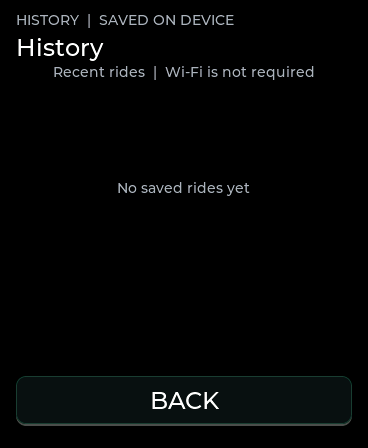 HISTORY | SAVED ON DEVICE
History
Recent rides | Wi-Fi is not required
No saved rides yet
BACK